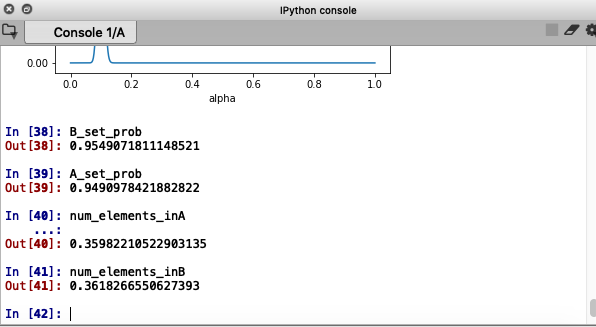 IPython console
Console 1/A
0.00
0.0 0.2 0.4 0.6 0.8 1.0
alpha
In [38]: B_set_prob
Out[38]: 0.9549071811148521
In [39]: A_set_prob
Out[39]: 0.9490978421882822
In [40]: num_elements_inA
...:
Out[40]: 0.35982210522903135
In [41]: num_elements_inB
Out[41]: 0.3618266550627393
In [42]: